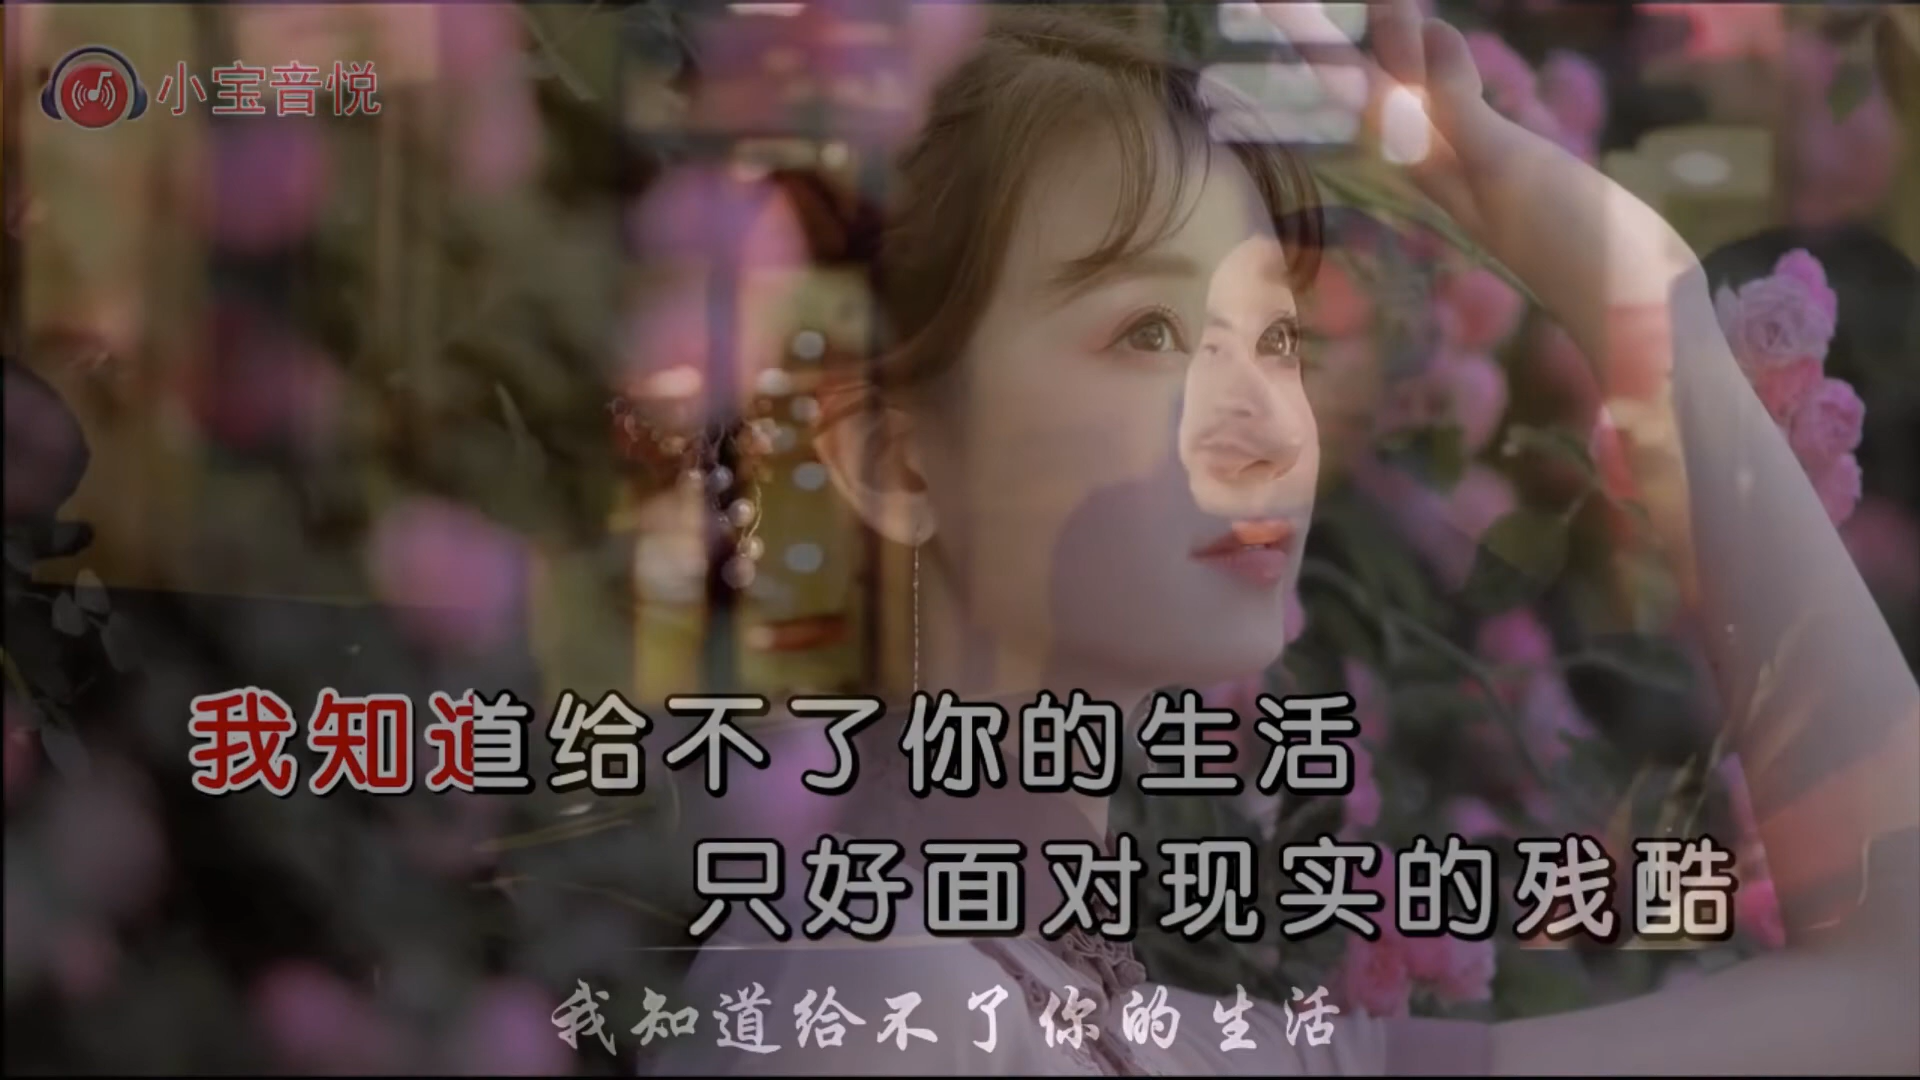 小宝音悦
我知道给不了你的生活
只好面对现实的残酷
我知道给不了你的生活